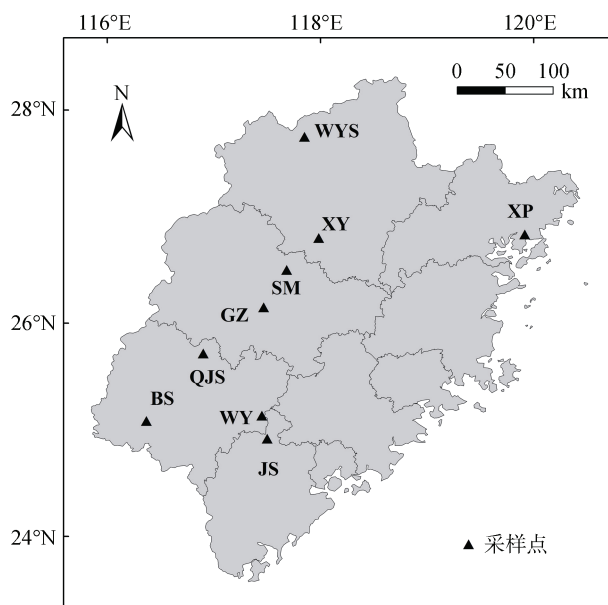 116°E 118°E 120°E
0 50 100
km
28°N
N
WYS
XP
XY
SM
GZ
26°N
QJS
BS
WY
JS
24°N
采样点